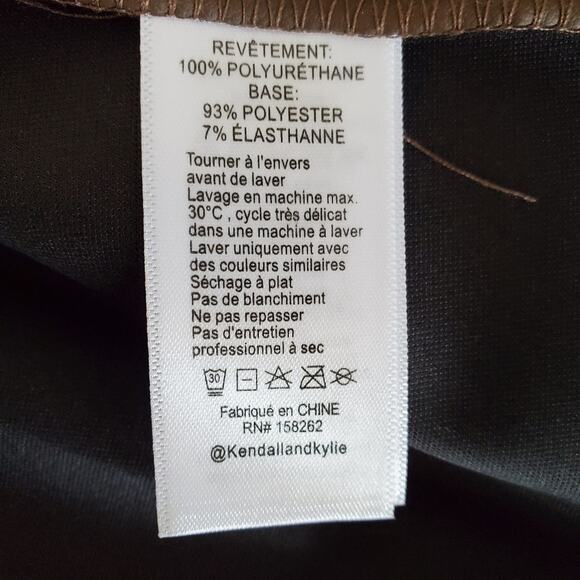 REVÊTEMENT:
100% POLYURÉTHANE
BASE:
93% POLYESTER
7% ÉLASTHANNE
Tourner à l'envers
avant de laver
Lavage en machine max.
30°C , cycle très délicat
dans une machine à laver
Laver uniquement avec
des couleurs similaires
Séchage à plat
Pas de blanchiment
Ne pas repasser
Pas d'entretien
professionnel à sec
30
Fabriqué en CHINE
RN# 158262
@Kendallandkylie